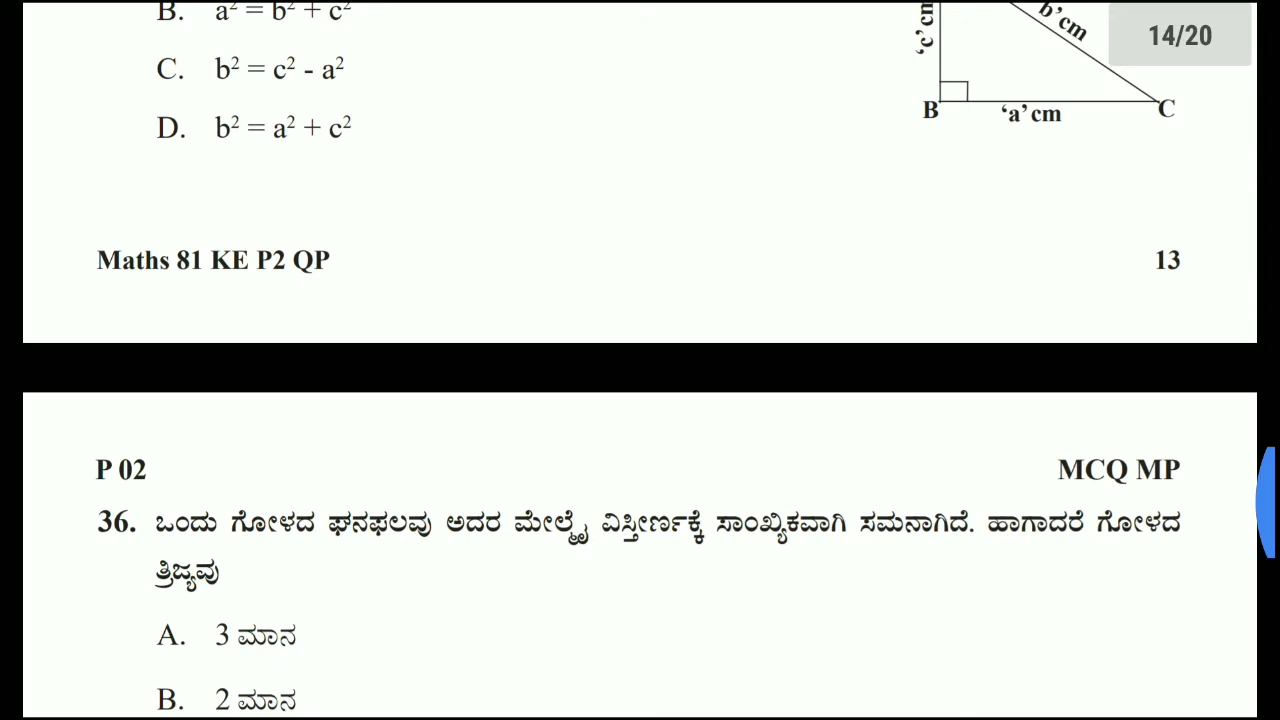 B. a² = b² + c²
‘c’ cm
b’ cm
14/20
C. b² = c² - a²
D. b² = a² + c²
B ‘a’ cm C
Maths 81 KE P2 QP 13
P 02 MCQ MP
36. ಒಂದು ಗೋಳದ ಘನಫಲವು ಅದರ ಮೇಲ್ಮೈ ವಿಸ್ತೀರ್ಣಕ್ಕೆ ಸಾಂಖ್ಯಿಕವಾಗಿ ಸಮನಾಗಿದೆ. ಹಾಗಾದರೆ ಗೋಳದ
ತ್ರಿಜ್ಯವು
A. 3 ಮಾನ
B. 2 ಮಾನ